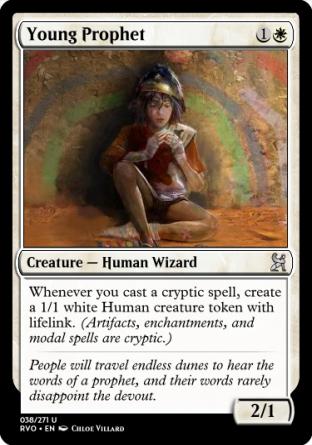 Young Prophet 1
Creature — Human Wizard
Whenever you cast a cryptic spell, create
a 1/1 white Human creature token with
lifelink. (Artifacts, enchantments, and
modal spells are cryptic.)
People will travel endless dunes to hear the
words of a prophet, and their words rarely
disappoint the devout.
2/1
038/271 U
RVO • EN Chloe Villard